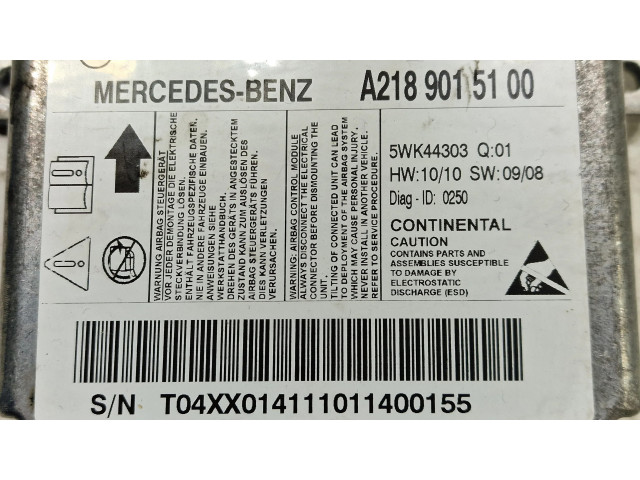 MERCEDES-BENZ A218 901 51 00
WARNUNG AIRBAG STEUERGERÄT
VOR JEDER DEMONTAGE DIE ELEKTRISCHE
STECKVERBINDUNG LÖSEN.
ENTHÄLT FAHRZEUGSPEZIFISCHE DATEN.
NIE IN ANDERE FAHRZEUGE EINBAUEN.
ANWEISUNGEN SIEHE
WERKSTATTHANDBUCH.
DREHEN DES GERÄTS IN ANGESTECKTEM
ZUSTAND KANN ZUM AUSLÖSEN DES
AIRBAG STEUERGERÄTS FÜHREN.
DIES KANN VERLETZUNGEN
VERURSACHEN.
WARNING: AIRBAG CONTROL MODULE
ALWAYS DISCONNECT THE ELECTRICAL
CONNECTOR BEFORE DISMOUNTING THE
UNIT.
TILTING OF CONNECTED UNIT CAN LEAD
TO DEPLOYMENT OF THE AIRBAG SYSTEM
WHICH MAY CAUSE PERSONAL INJURY.
NEVER INSTALL IN ANOTHER VEHICLE.
REFER TO SERVICE PROCEDURE.
5WK44303 Q:01
HW:10/10 SW:09/08
Diag-ID: 0250
CONTINENTAL
CAUTION
CONTAINS PARTS AND
ASSEMBLIES SUSCEPTIBLE
TO DAMAGE BY
ELECTROSTATIC
DISCHARGE (ESD)
S/N T04XX014111011400155